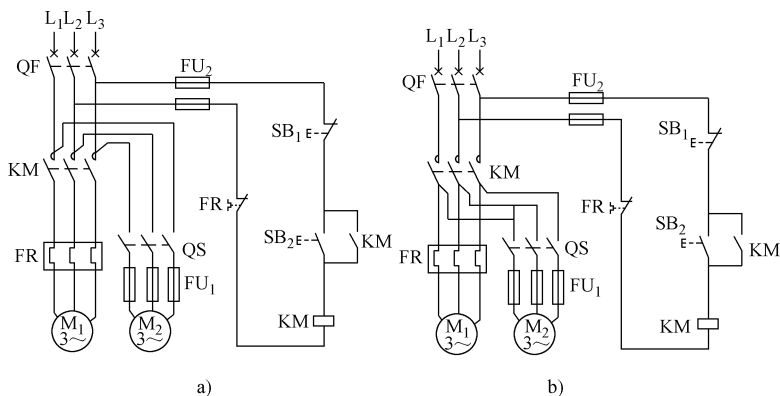 L₁ L₂ L₃
QF
FU₂
SB₁
KM
FR
SB₂
KM
QS
FR
FU₁
M₁
3~
M₂
3~
KM
a)
L₁ L₂ L₃
QF
FU₂
SB₁
KM
FR
SB₂
KM
QS
FR
FU₁
M₁
3~
M₂
3~
KM
b)